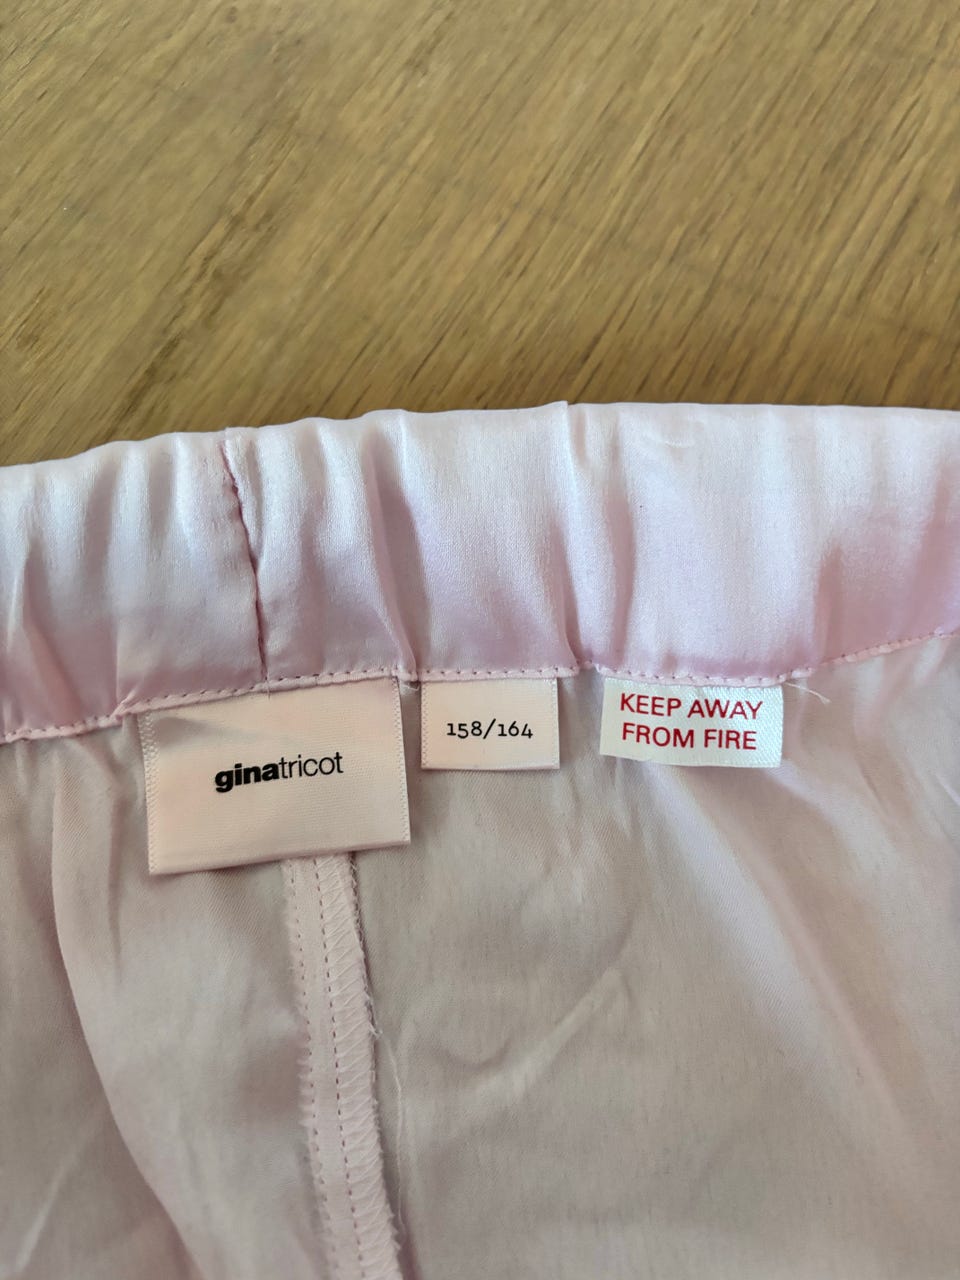 ginatricot
158/164
KEEP AWAY
FROM FIRE